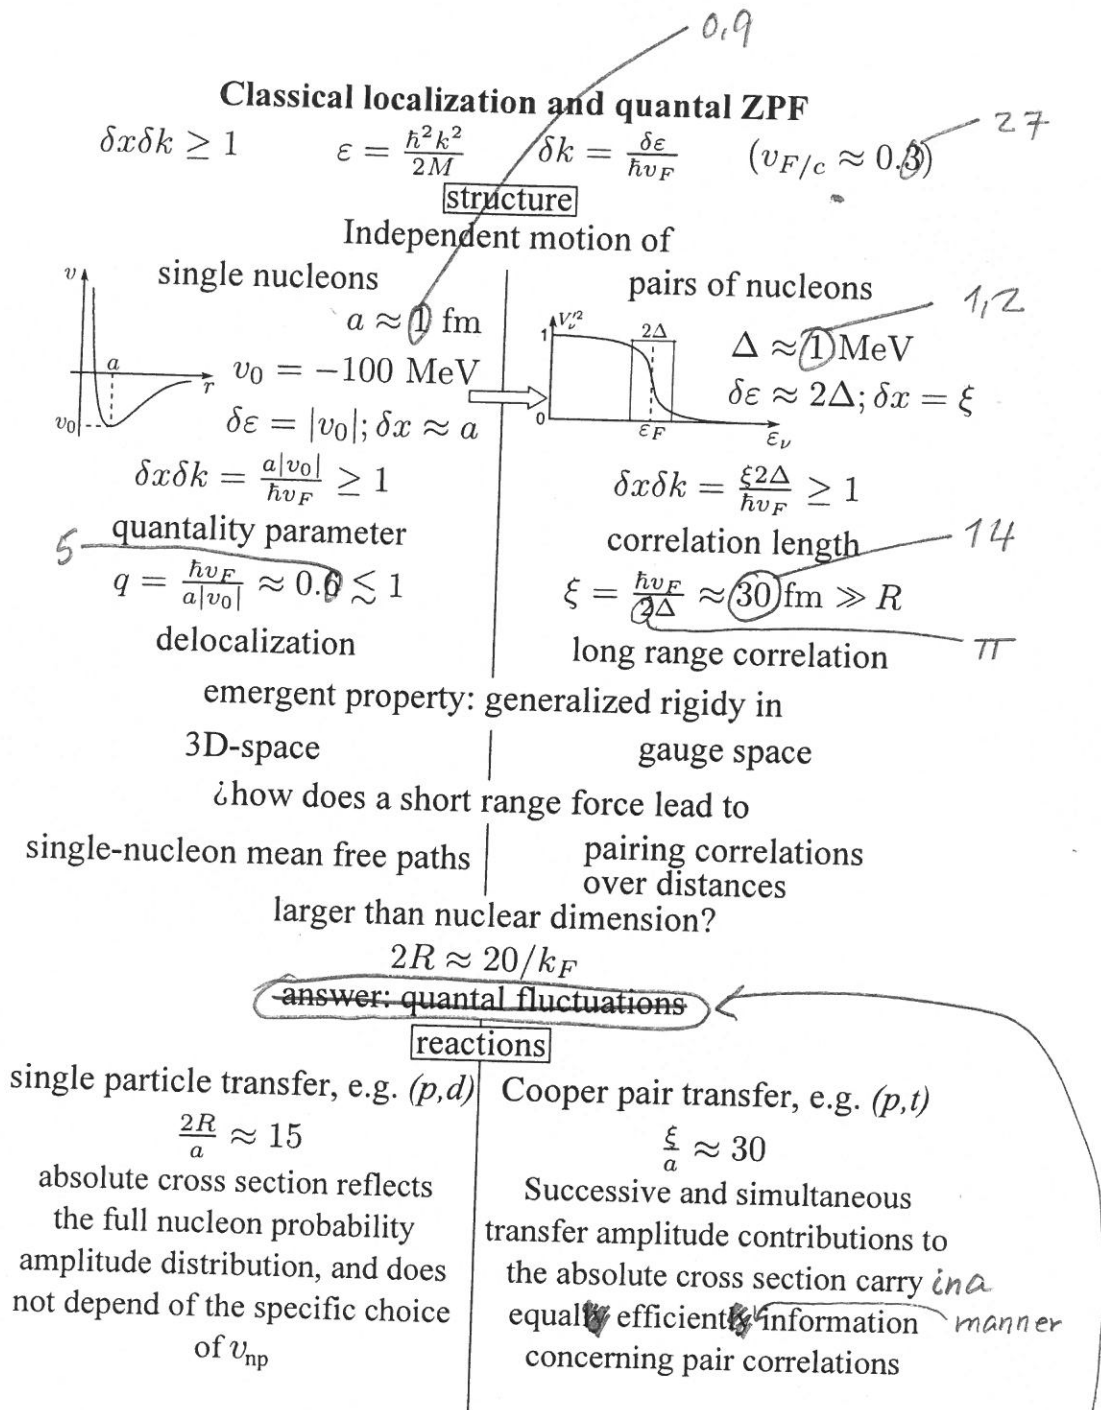 0,9
Classical localization and quantal ZPF
δxδk ≥ 1 ε = ħ²k²/2M δk = δε/ħv_F (v_{F/c} ≈ 0.3) 27
structure
Independent motion of
single nucleons
pairs of nucleons
v
a
r
v₀
a ≈ 1 fm
v₀ = −100 MeV
δε = |v₀|; δx ≈ a
V'_ν²
1
2Δ
0
ε_F
ε_ν
1,2
Δ ≈ 1 MeV
δε ≈ 2Δ; δx = ξ
δxδk = a|v₀|/ħv_F ≥ 1
δxδk = ξ2Δ/ħv_F ≥ 1
quantality parameter
correlation length
5
14
q = ħv_F/a|v₀| ≈ 0.6 ≲ 1
ξ = ħv_F/2Δ ≈ 30 fm ≫ R
π
delocalization
long range correlation
emergent property: generalized rigidy in
3D-space
gauge space
¿how does a short range force lead to
single-nucleon mean free paths
pairing correlations
over distances
larger than nuclear dimension?
2R ≈ 20/k_F
answer: quantal fluctuations
reactions
single particle transfer, e.g. (p,d)
2R/a ≈ 15
absolute cross section reflects
the full nucleon probability
amplitude distribution, and does
not depend of the specific choice
of v_np
Cooper pair transfer, e.g. (p,t)
ξ/a ≈ 30
Successive and simultaneous
transfer amplitude contributions to
the absolute cross section carry in a
equally efficiently information manner
concerning pair correlations